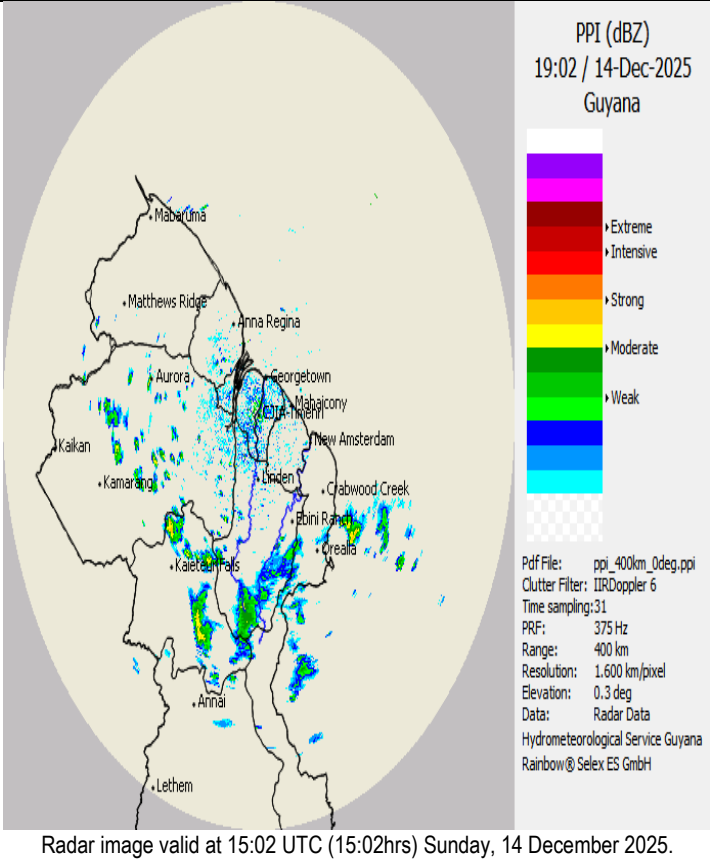 PPI (dBZ)
19:02 / 14-Dec-2025
Guyana
Extreme
Intensive
Strong
Moderate
Weak
Pdf File: ppi_400km_0deg.ppi
Clutter Filter: IIRDoppler 6
Time sampling:31
PRF: 375 Hz
Range: 400 km
Resolution: 1.600 km/pixel
Elevation: 0.3 deg
Data: Radar Data
Hydrometeorological Service Guyana
Rainbow® Selex ES GmbH
Mabaruma
Matthews Ridge
Anna Regina
Aurora
Georgetown
Mahaicony
CJIA-Timehri
New Amsterdam
Kaikan
Kamarang
Linden
Crabwood Creek
Ebini Ranch
Orealla
Kaieteur Falls
Annai
Lethem
Radar image valid at 15:02 UTC (15:02hrs) Sunday, 14 December 2025.